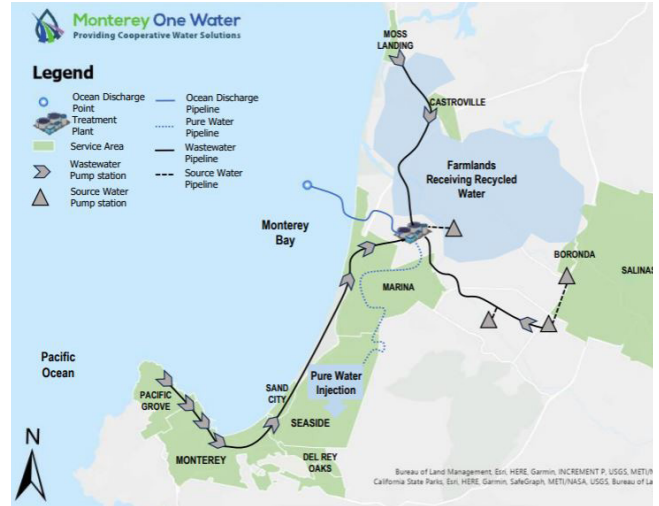 Monterey One Water
Providing Cooperative Water Solutions
Legend
Ocean Discharge
Point
Treatment
Plant
Service Area
Wastewater
Pump station
Source Water
Pump station
Ocean Discharge
Pipeline
Pure Water
Pipeline
Wastewater
Pipeline
Source Water
Pipeline
MOSS
LANDING
CASTROVILLE
Farmlands
Receiving Recycled
Water
Monterey
Bay
BORONDA
SALINAS
MARINA
Pacific
Ocean
Pure Water
Injection
SAND
CITY
PACIFIC
GROVE
SEASIDE
MONTEREY
DEL REY
OAKS
N
Bureau of Land Management, Esri, HERE, Garmin, INCREMENT P, USGS, METI/N
California State Parks, Esri, HERE, Garmin, SafeGraph, METI/NASA, USGS, Bureau of La